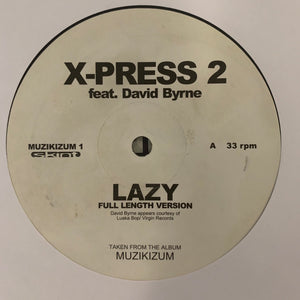 X-PRESS 2
feat. David Byrne
MUZIKIZUM 1
skint
A 33 rpm
LAZY
FULL LENGTH VERSION
David Byrne appears courtesy of
Luaka Bop/ Virgin Records
TAKEN FROM THE ALBUM
MUZIKIZUM